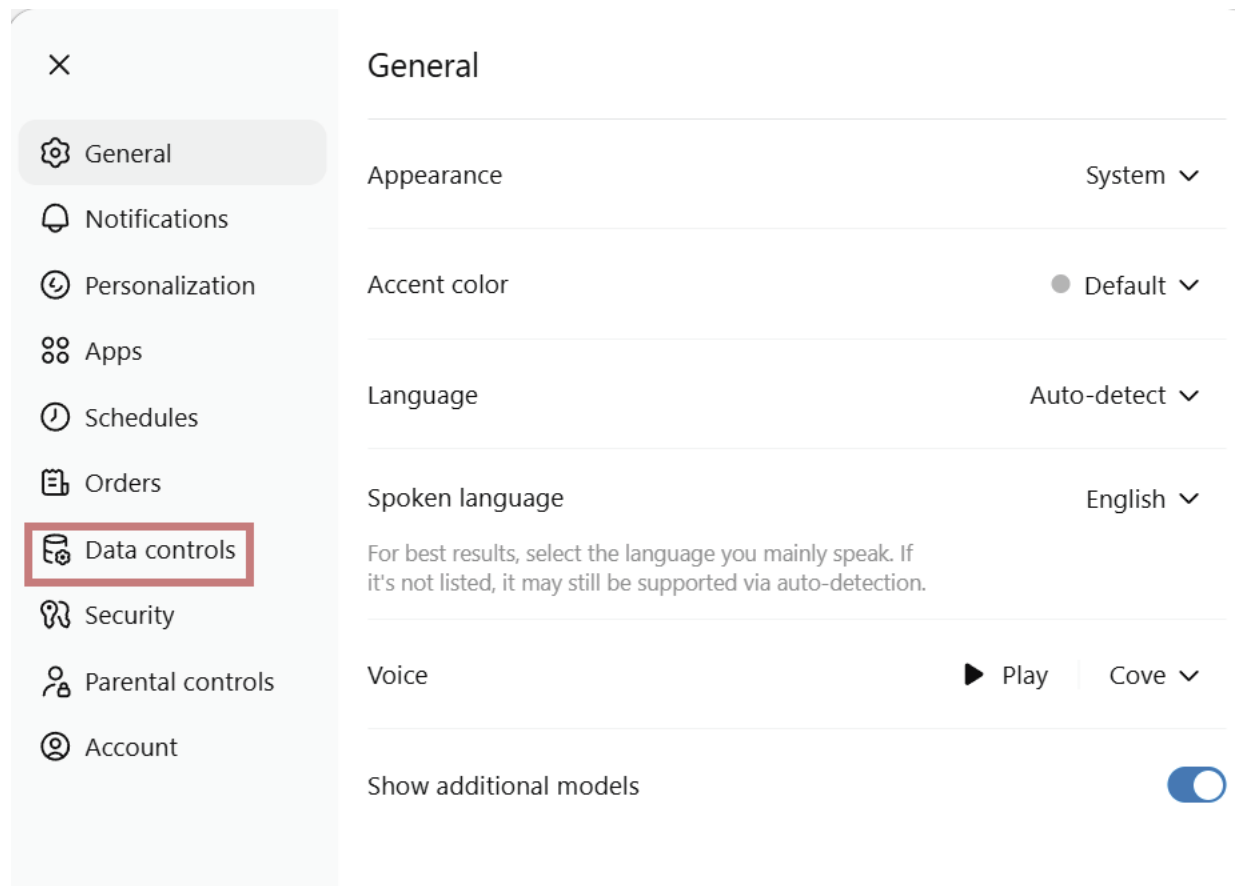 General
Notifications
Personalization
Apps
Schedules
Orders
Data controls
Security
Parental controls
Account
General
Appearance
System
Accent color
Default
Language
Auto-detect
Spoken language
English
For best results, select the language you mainly speak. If
it's not listed, it may still be supported via auto-detection.
Voice
Play
Cove
Show additional models